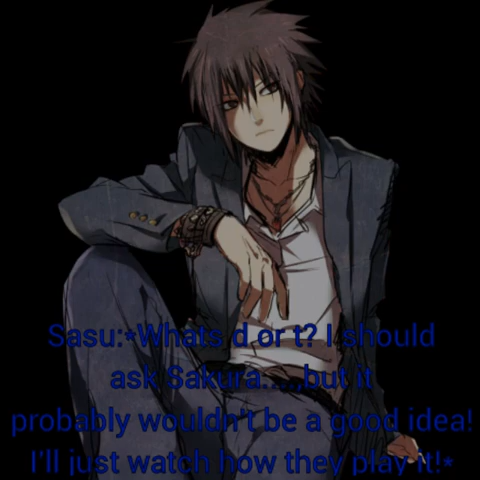 Sasu:*Whats d or t? I should
ask Sakura.....,but it
probably wouldn't be a good idea!
I'll just watch how they play it!*